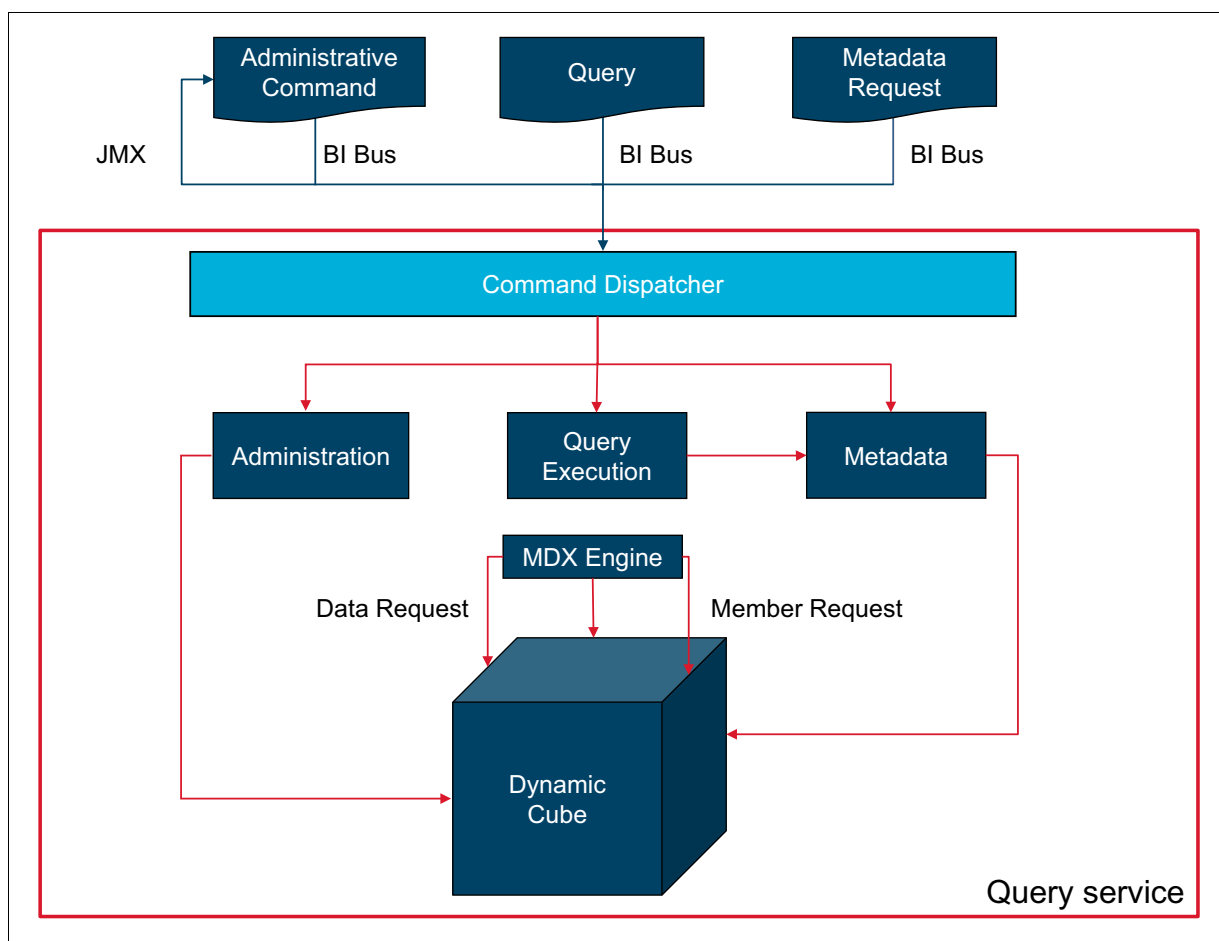 Administrative
Command
Query
Metadata
Request
JMX
BI Bus
BI Bus
BI Bus
Command Dispatcher
Administration
Query
Execution
Metadata
MDX Engine
Data Request
Member Request
Dynamic
Cube
Query service